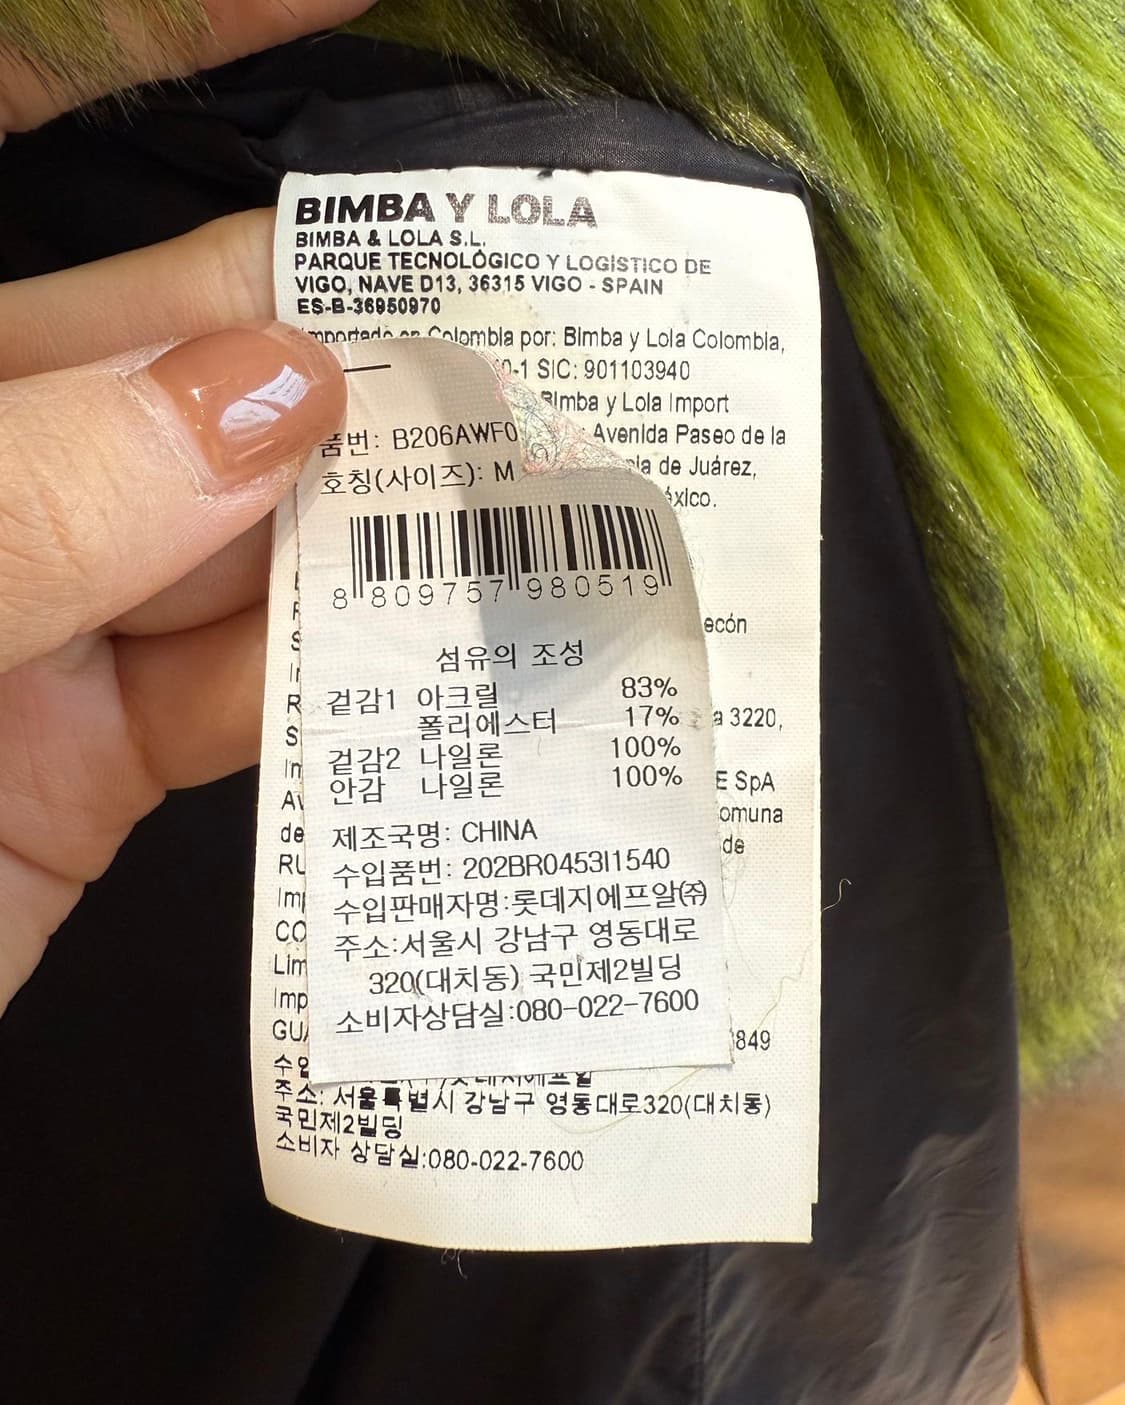 BIMBA Y LOLA
BIMBA & LOLA S.L.
PARQUE TECNOLÓGICO Y LOGÍSTICO DE
VIGO, NAVE D13, 36315 VIGO - SPAIN
ES-B-36950970
Importado en Colombia por: Bimba y Lola Colombia,
0-1 SIC: 901103940
Bimba y Lola Import
Avenida Paseo de la
de Juárez,
품번: B206AWF0
호칭(사이즈): M
8 809757 980519
섬유의 조성
겉감1 아크릴 83%
폴리에스터 17%
겉감2 나일론 100%
안감 나일론 100%
제조국명: CHINA
수입품번: 202BR0453I1540
수입판매자명:롯데지에프알㈜
주소:서울시 강남구 영동대로
320(대치동) 국민제2빌딩
소비자상담실:080-022-7600
3220,
E SpA
de
de
849
주소: 서울특별시 강남구 영동대로320(대치동)
국민제2빌딩
소비자 상담실:080-022-7600